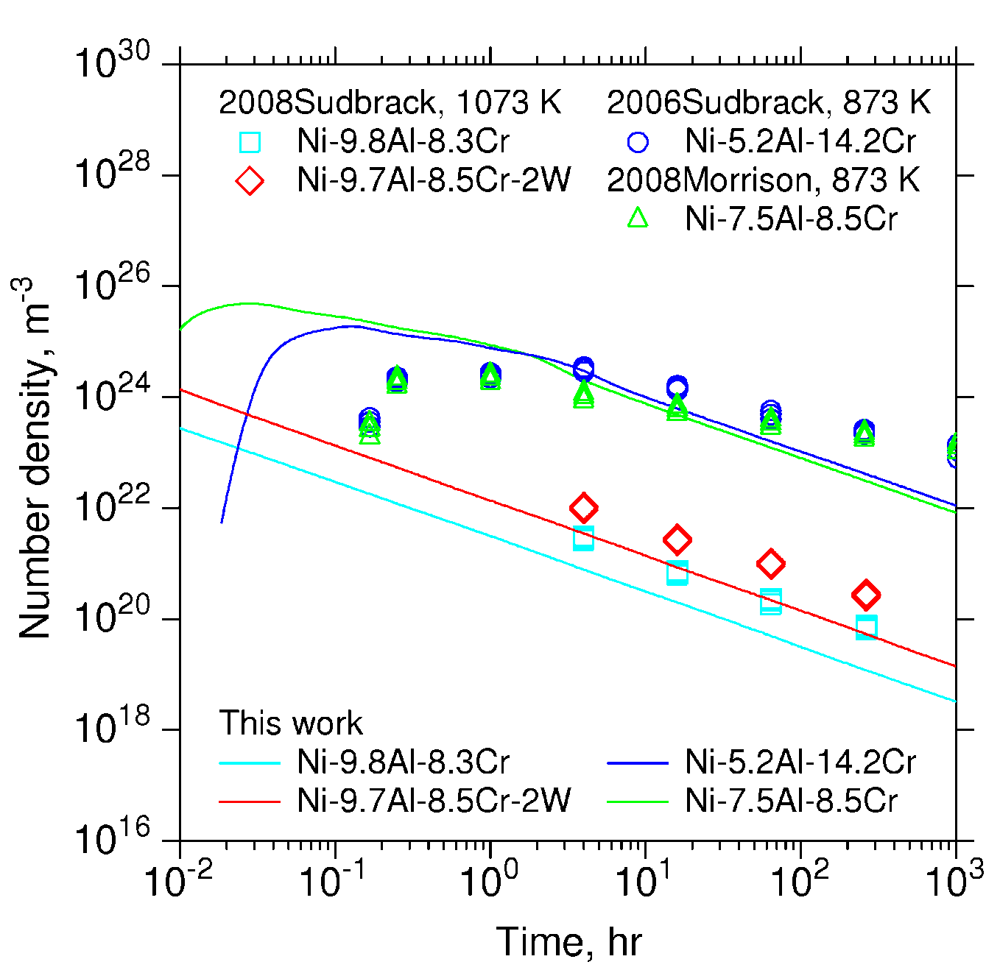 10^30
10^28
10^26
10^24
10^22
10^20
10^18
10^16
Number density, m^-3
2008Sudbrack, 1073 K
Ni-9.8Al-8.3Cr
Ni-9.7Al-8.5Cr-2W
2006Sudbrack, 873 K
Ni-5.2Al-14.2Cr
2008Morrison, 873 K
Ni-7.5Al-8.5Cr
This work
Ni-9.8Al-8.3Cr
Ni-9.7Al-8.5Cr-2W
Ni-5.2Al-14.2Cr
Ni-7.5Al-8.5Cr
10^-2 10^-1 10^0 10^1 10^2 10^3
Time, hr